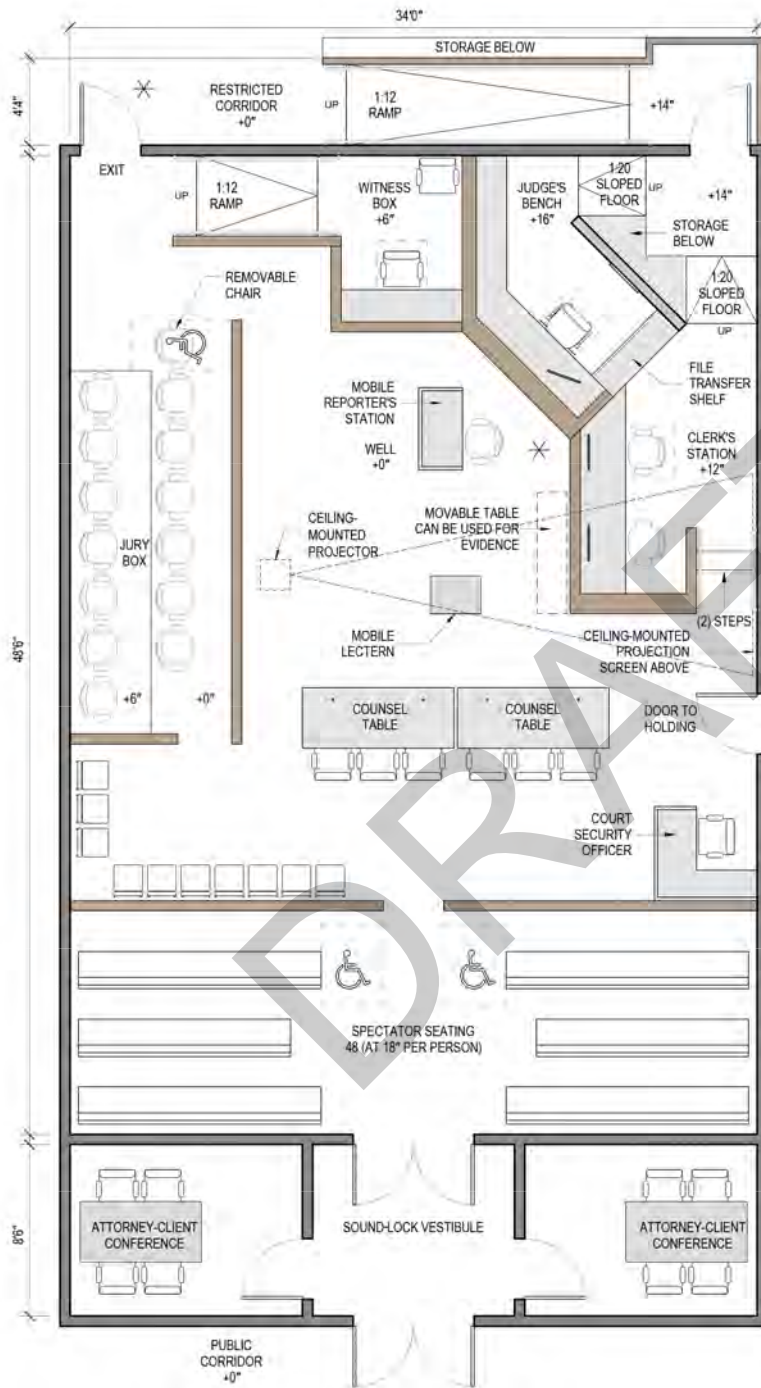 34'0"
STORAGE BELOW
4'4"
RESTRICTED
CORRIDOR
+0"
UP
1:12
RAMP
+14"
EXIT
UP
1:12
RAMP
WITNESS
BOX
+6"
JUDGE'S
BENCH
+16"
1:20
SLOPED
FLOOR
UP
+14"
STORAGE
BELOW
1:20
SLOPED
FLOOR
UP
REMOVABLE
CHAIR
FILE
TRANSFER
SHELF
MOBILE
REPORTER'S
STATION
WELL
+0"
CLERK'S
STATION
+12"
CEILING-
MOUNTED
PROJECTOR
MOVABLE TABLE
CAN BE USED FOR
EVIDENCE
JURY
BOX
48'6"
MOBILE
LECTERN
(2) STEPS
CEILING-MOUNTED
PROJECTION
SCREEN ABOVE
+6"
+0"
COUNSEL
TABLE
COUNSEL
TABLE
DOOR TO
HOLDING
COURT
SECURITY
OFFICER
SPECTATOR SEATING
48 (AT 18" PER PERSON)
8'6"
ATTORNEY-CLIENT
CONFERENCE
SOUND-LOCK VESTIBULE
ATTORNEY-CLIENT
CONFERENCE
PUBLIC
CORRIDOR
+0"
DRAFT